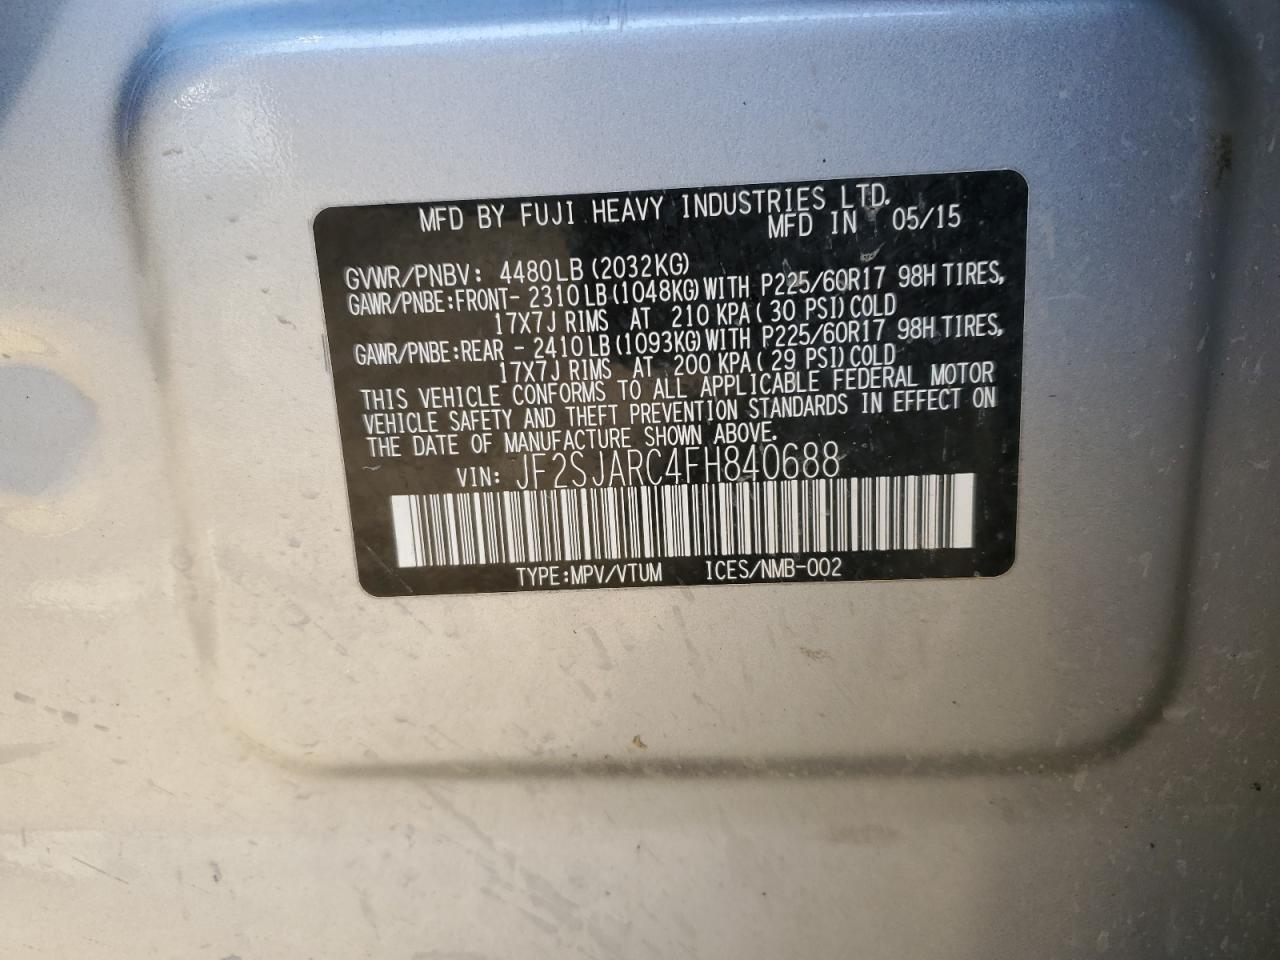 MFD BY FUJI HEAVY INDUSTRIES LTD.
MFD IN 05/15
GVWR/PNBV: 4480LB(2032KG)
GAWR/PNBE:FRONT- 2310LB(1048KG)WITH P225/60R17 98H TIRES,
17X7J RIMS AT 210 KPA( 30 PSI)COLD
GAWR/PNBE:REAR - 2410LB(1093KG)WITH P225/60R17 98H TIRES,
17X7J RIMS AT 200 KPA( 29 PSI)COLD
THIS VEHICLE CONFORMS TO ALL APPLICABLE FEDERAL MOTOR
VEHICLE SAFETY AND THEFT PREVENTION STANDARDS IN EFFECT ON
THE DATE OF MANUFACTURE SHOWN ABOVE.
VIN: JF2SJARC4FH840688
TYPE:MPV/VTUM ICES/NMB-002